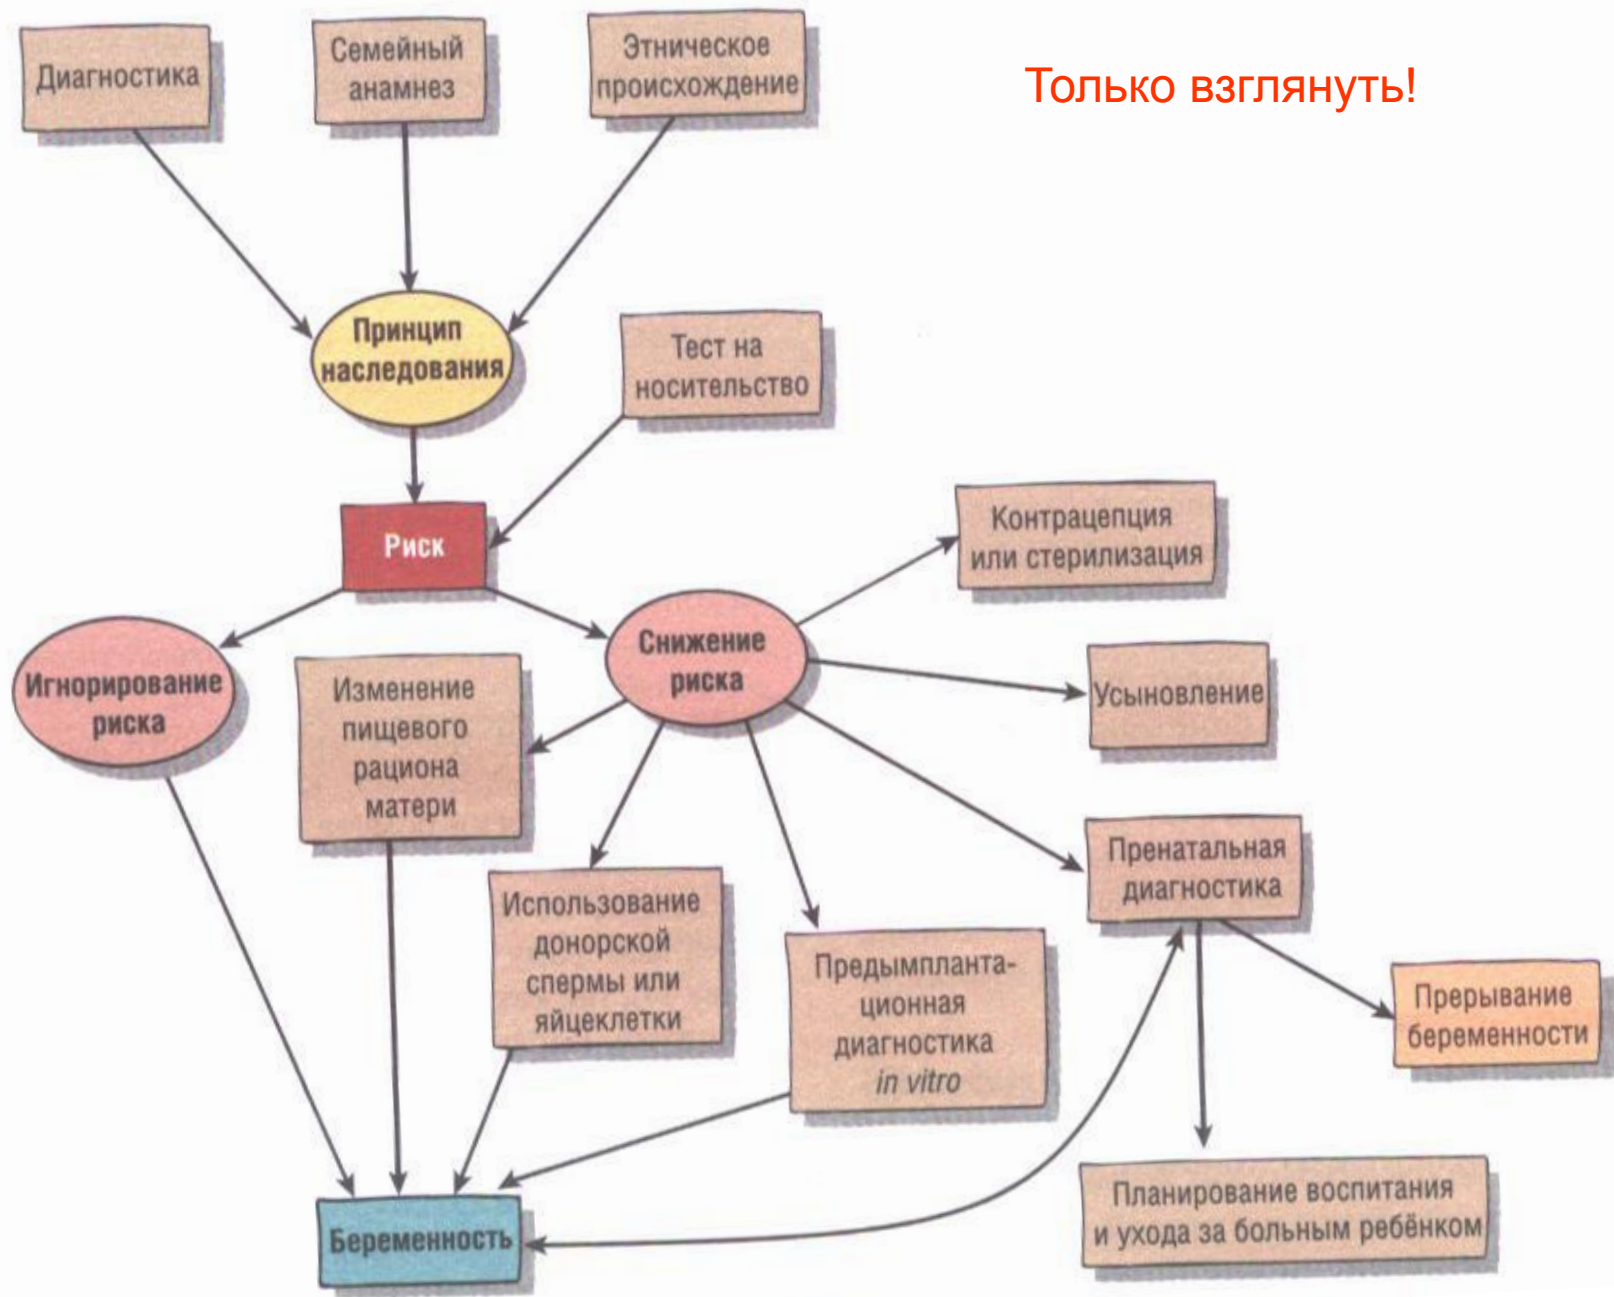 Диагностика
Семейный
анамнез
Этническое
происхождение
Только взглянуть!
Принцип
наследования
Тест на
носительство
Риск
Контрацепция
или стерилизация
Игнорирование
риска
Изменение
пищевого
рациона
матери
Снижение
риска
Усыновление
Использование
донорской
спермы или
яйцеклетки
Предымпланта-
ционная
диагностика
in vitro
Пренатальная
диагностика
Прерывание
беременности
Беременность
Планирование воспитания
и ухода за больным ребёнком